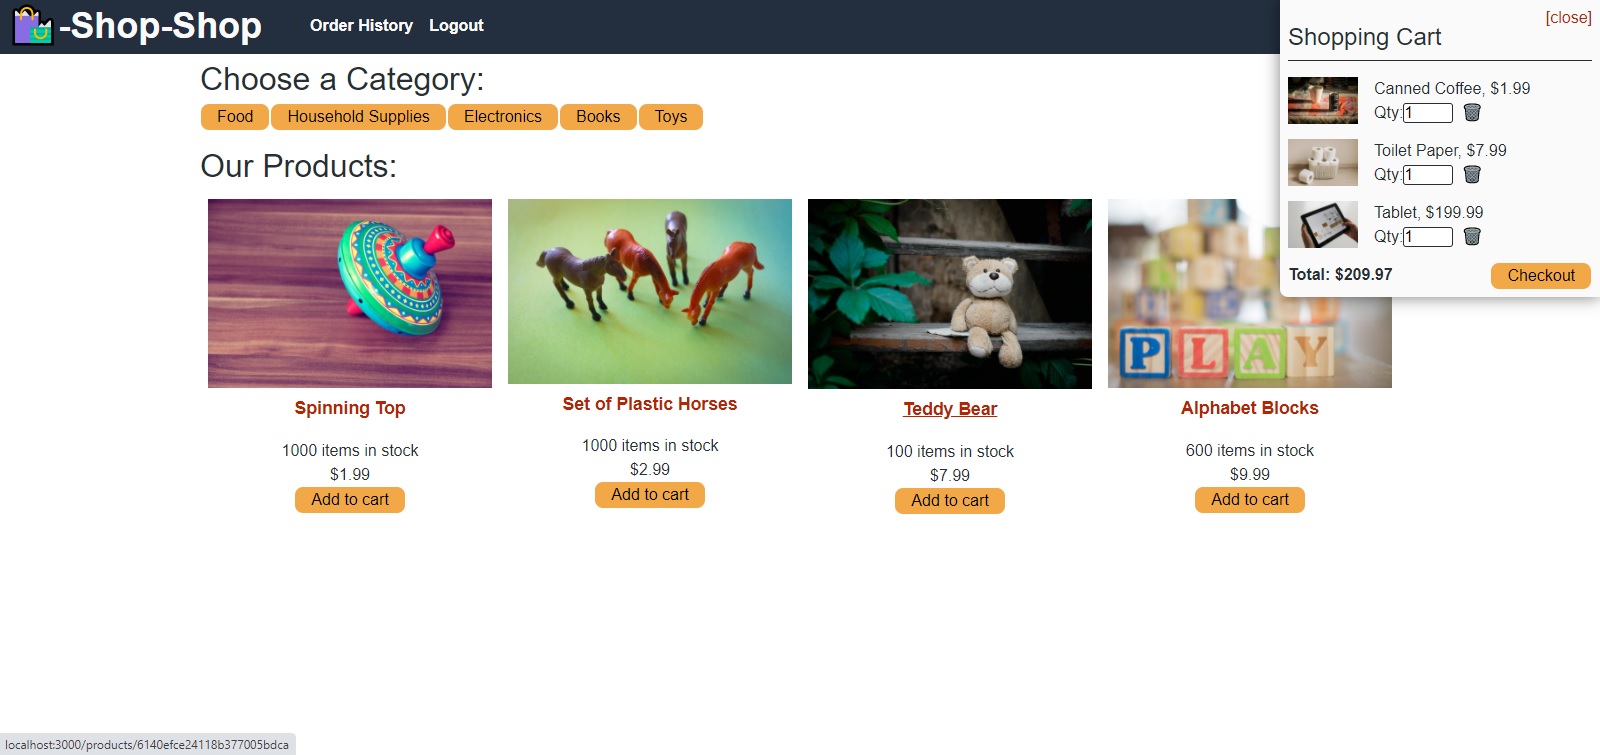 -Shop-Shop
Order History
Logout
[close]
Shopping Cart
Canned Coffee, $1.99
Qty:1
Toilet Paper, $7.99
Qty:1
Tablet, $199.99
Qty:1
Total: $209.97
Checkout
Choose a Category:
Food
Household Supplies
Electronics
Books
Toys
Our Products:
Spinning Top
1000 items in stock
$1.99
Add to cart
Set of Plastic Horses
1000 items in stock
$2.99
Add to cart
Teddy Bear
100 items in stock
$7.99
Add to cart
PLAY
Alphabet Blocks
600 items in stock
$9.99
Add to cart
localhost:3000/products/6140efce24118b377005bdca